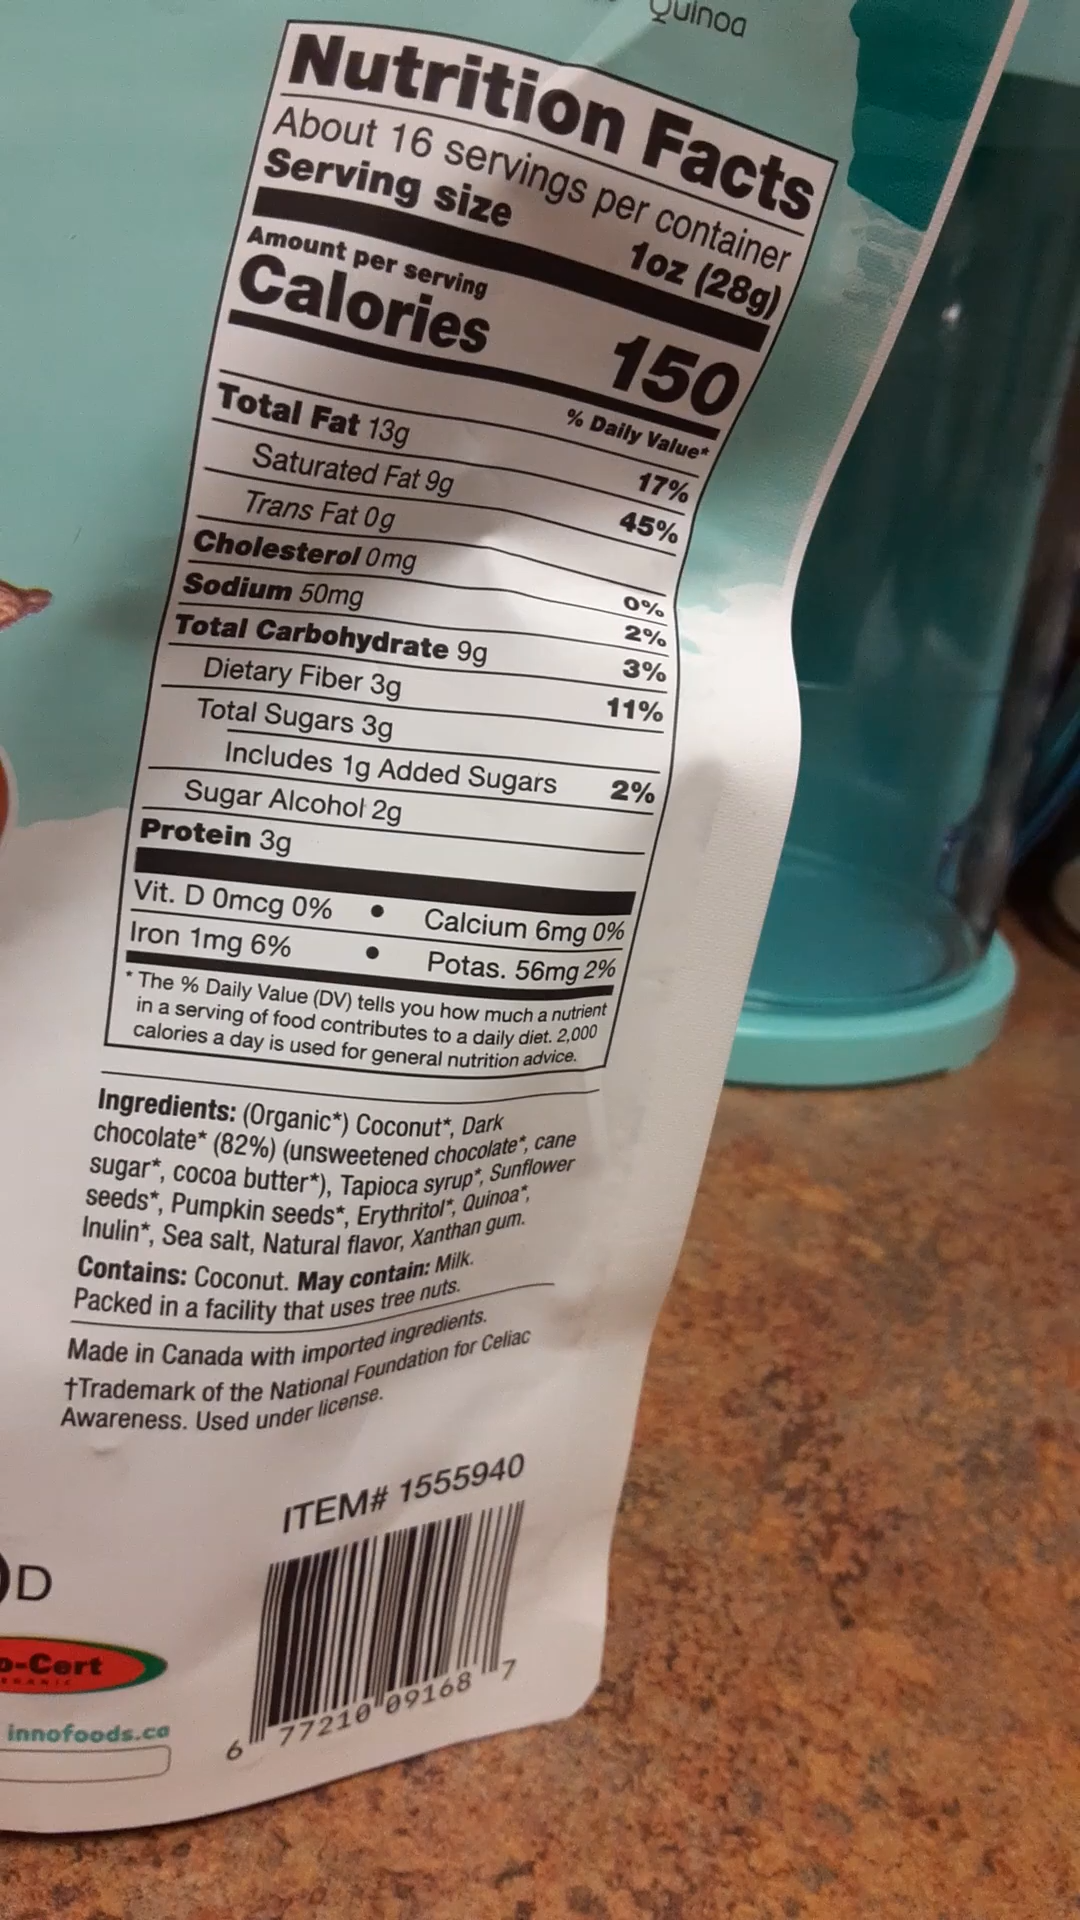 Quinoa
Nutrition Facts
About 16 servings per container
Serving size 1oz (28g)
Amount per serving
Calories 150
% Daily Value*
Total Fat 13g 17%
Saturated Fat 9g 45%
Trans Fat 0g
Cholesterol 0mg 0%
Sodium 50mg 2%
Total Carbohydrate 9g 3%
Dietary Fiber 3g 11%
Total Sugars 3g
Includes 1g Added Sugars 2%
Sugar Alcohol 2g
Protein 3g
Vit. D 0mcg 0% • Calcium 6mg 0%
Iron 1mg 6% • Potas. 56mg 2%
* The % Daily Value (DV) tells you how much a nutrient
in a serving of food contributes to a daily diet. 2,000
calories a day is used for general nutrition advice.
Ingredients: (Organic*) Coconut*, Dark
chocolate* (82%) (unsweetened chocolate*, cane
sugar*, cocoa butter*), Tapioca syrup*, Sunflower
seeds*, Pumpkin seeds*, Erythritol*, Quinoa*,
Inulin*, Sea salt, Natural flavor, Xanthan gum.
Contains: Coconut. May contain: Milk.
Packed in a facility that uses tree nuts.
Made in Canada with imported ingredients.
†Trademark of the National Foundation for Celiac
Awareness. Used under license.
ITEM# 1555940
D
o-Cert
innofoods.ca
6 77210 09168 7